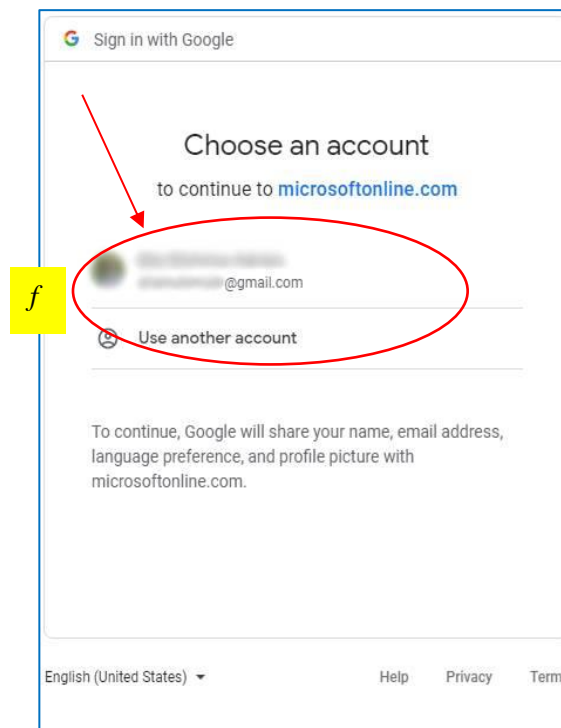 Sign in with Google
Choose an account
to continue to microsoftonline.com
@gmail.com
f
Use another account
To continue, Google will share your name, email address,
language preference, and profile picture with
microsoftonline.com.
English (United States) Help Privacy Term